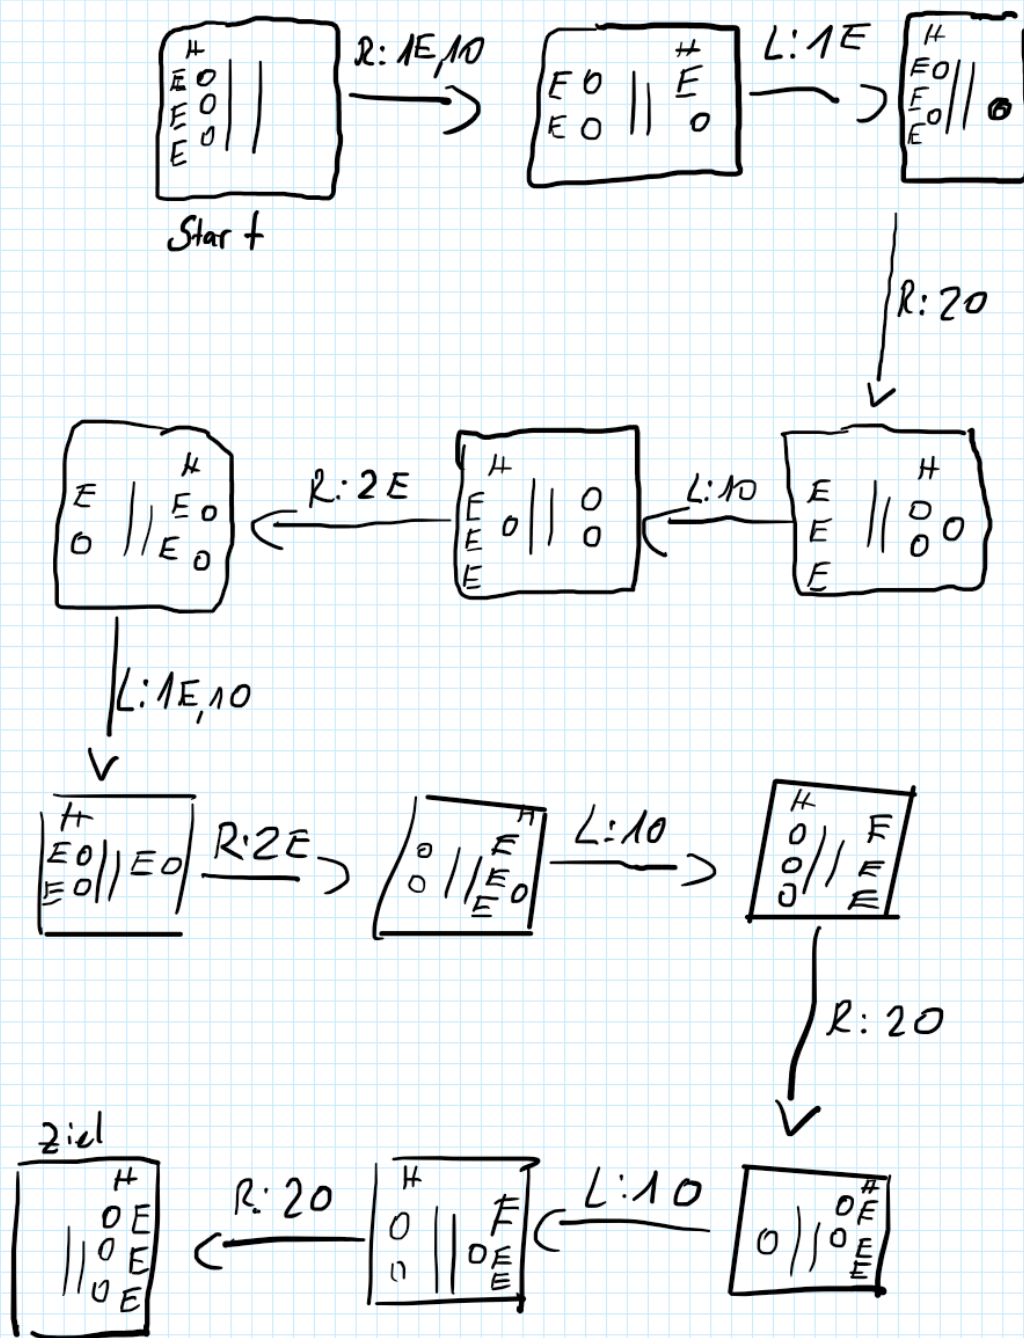 H
E O
E O
E O
E
Start
R: 1E,1O
H
E O || E
E O || O
L: 1E
H
E O
E
O || O
E
R: 2O
H
E || O
E || O O
E
L: 1O
H
E || O
E O || O
E
R: 2E
H
E || E O
O || E O
L: 1E,1O
H
E O || E O
E O
R: 2E
H
O || E
O || E O
E
L: 1O
H
O || E
O || E
O E
R: 2O
H
O E
O || O E
E
L: 1O
H
O || E
O || O E
E
R: 2O
Ziel
H
|| O E
O E
O E